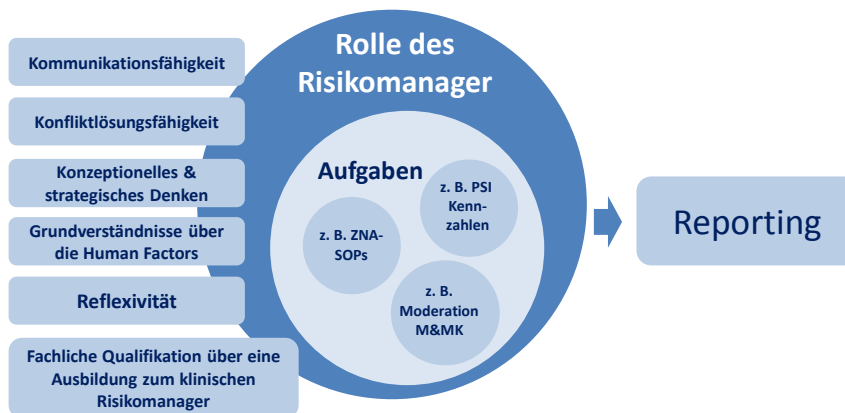 Kommunikationsfähigkeit
Konfliktlösungsfähigkeit
Konzeptionelles &
strategisches Denken
Grundverständnisse über
die Human Factors
Reflexivität
Fachliche Qualifikation über eine
Ausbildung zum klinischen
Risikomanager
Rolle des
Risikomanager
Aufgaben
z. B. PSI
Kenn-
zahlen
z. B. ZNA-
SOPs
z. B.
Moderation
M&MK
Reporting